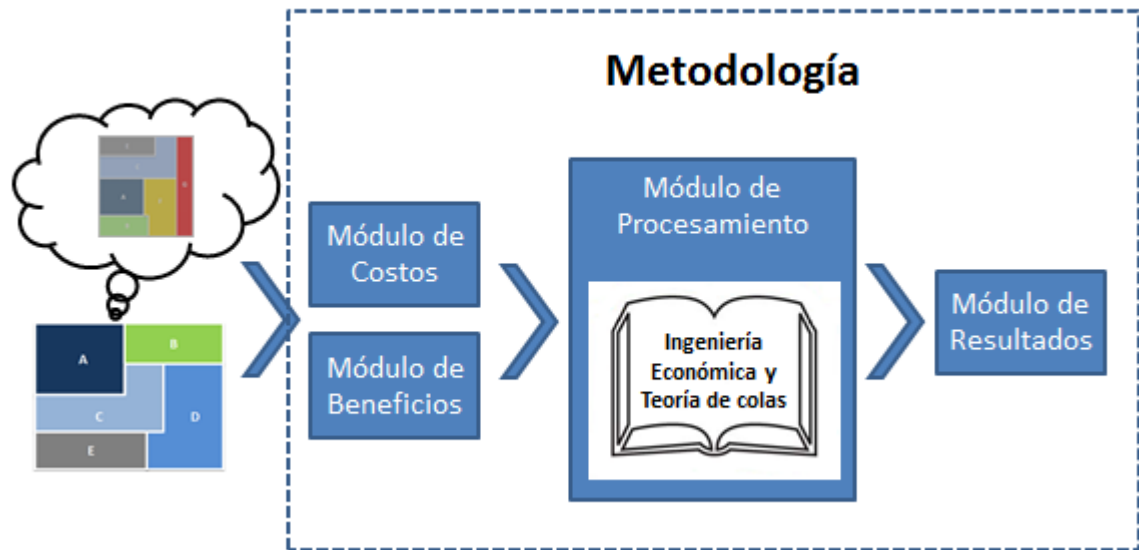 Metodología
A
B
C
D
E
Módulo de
Costos
Módulo de
Beneficios
Módulo de
Procesamiento
Ingeniería
Económica y
Teoría de colas
Módulo de
Resultados